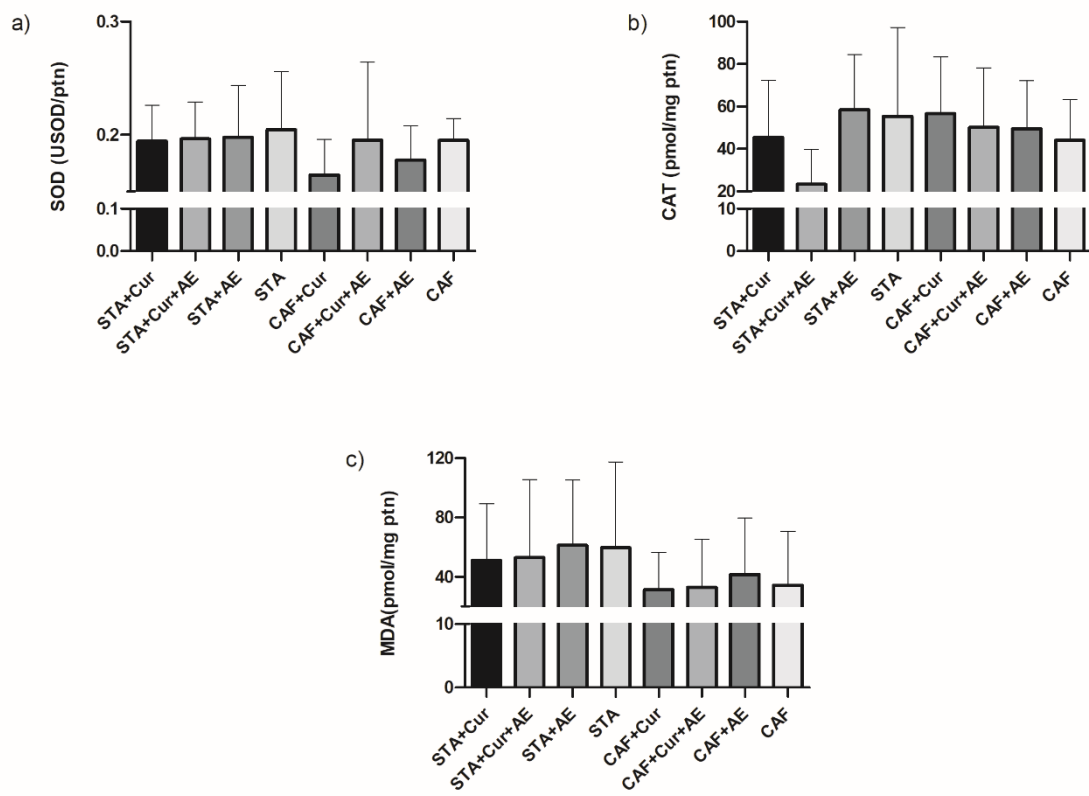 a)
SOD (USOD/ptn)
0.3
0.2
0.1
0.0
STA+Cur
STA+Cur+AE
STA+AE
STA
CAF+Cur
CAF+Cur+AE
CAF+AE
CAF
b)
CAT (pmol/mg ptn)
100
80
60
40
20
10
0
STA+Cur
STA+Cur+AE
STA+AE
STA
CAF+Cur
CAF+Cur+AE
CAF+AE
CAF
c)
MDA(pmol/mg ptn)
120
80
40
10
0
STA+Cur
STA+Cur+AE
STA+AE
STA
CAF+Cur
CAF+Cur+AE
CAF+AE
CAF